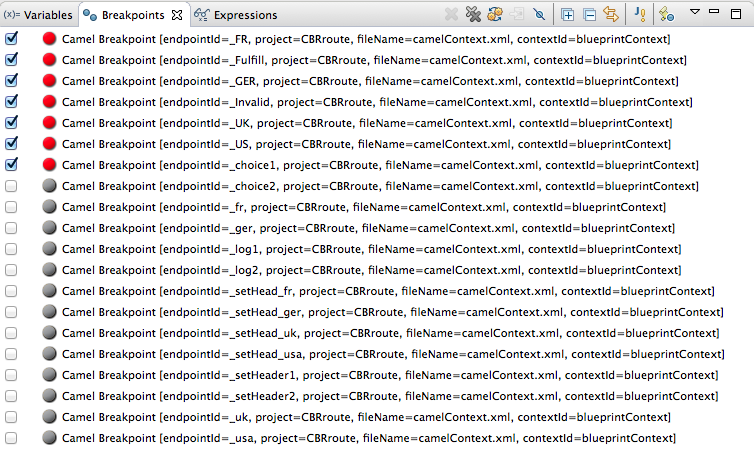 (x)= Variables Breakpoints Expressions
Camel Breakpoint [endpointId=_FR, project=CBRroute, fileName=camelContext.xml, contextId=blueprintContext]
Camel Breakpoint [endpointId=_Fulfill, project=CBRroute, fileName=camelContext.xml, contextId=blueprintContext]
Camel Breakpoint [endpointId=_GER, project=CBRroute, fileName=camelContext.xml, contextId=blueprintContext]
Camel Breakpoint [endpointId=_Invalid, project=CBRroute, fileName=camelContext.xml, contextId=blueprintContext]
Camel Breakpoint [endpointId=_UK, project=CBRroute, fileName=camelContext.xml, contextId=blueprintContext]
Camel Breakpoint [endpointId=_US, project=CBRroute, fileName=camelContext.xml, contextId=blueprintContext]
Camel Breakpoint [endpointId=_choice1, project=CBRroute, fileName=camelContext.xml, contextId=blueprintContext]
Camel Breakpoint [endpointId=_choice2, project=CBRroute, fileName=camelContext.xml, contextId=blueprintContext]
Camel Breakpoint [endpointId=_fr, project=CBRroute, fileName=camelContext.xml, contextId=blueprintContext]
Camel Breakpoint [endpointId=_ger, project=CBRroute, fileName=camelContext.xml, contextId=blueprintContext]
Camel Breakpoint [endpointId=_log1, project=CBRroute, fileName=camelContext.xml, contextId=blueprintContext]
Camel Breakpoint [endpointId=_log2, project=CBRroute, fileName=camelContext.xml, contextId=blueprintContext]
Camel Breakpoint [endpointId=_setHead_fr, project=CBRroute, fileName=camelContext.xml, contextId=blueprintContext]
Camel Breakpoint [endpointId=_setHead_ger, project=CBRroute, fileName=camelContext.xml, contextId=blueprintContext]
Camel Breakpoint [endpointId=_setHead_uk, project=CBRroute, fileName=camelContext.xml, contextId=blueprintContext]
Camel Breakpoint [endpointId=_setHead_usa, project=CBRroute, fileName=camelContext.xml, contextId=blueprintContext]
Camel Breakpoint [endpointId=_setHeader1, project=CBRroute, fileName=camelContext.xml, contextId=blueprintContext]
Camel Breakpoint [endpointId=_setHeader2, project=CBRroute, fileName=camelContext.xml, contextId=blueprintContext]
Camel Breakpoint [endpointId=_uk, project=CBRroute, fileName=camelContext.xml, contextId=blueprintContext]
Camel Breakpoint [endpointId=_usa, project=CBRroute, fileName=camelContext.xml, contextId=blueprintContext]